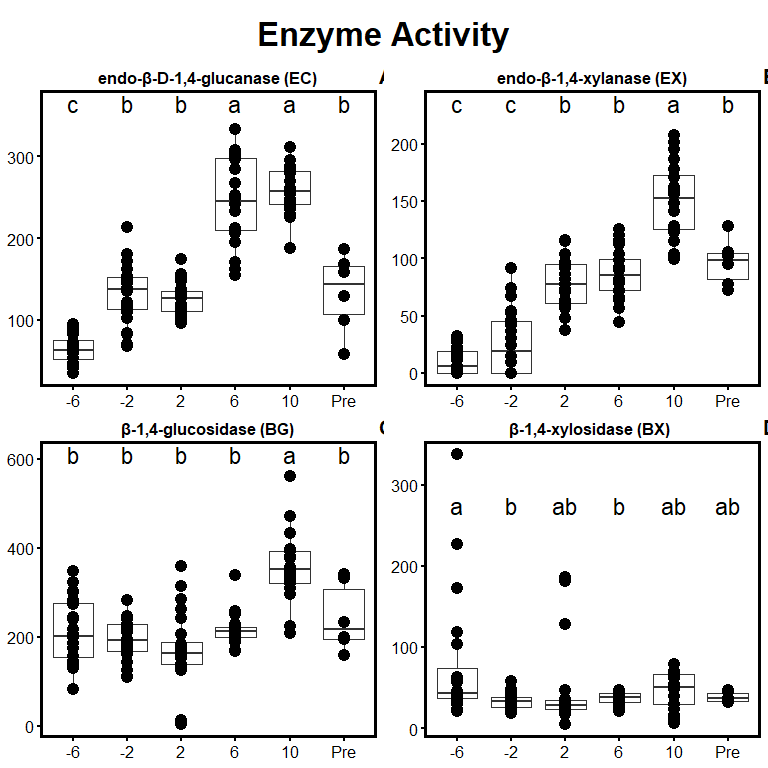 Enzyme Activity
endo-β-D-1,4-glucanase (EC)
c b b a a b
300
200
100
-6 -2 2 6 10 Pre
endo-β-1,4-xylanase (EX)
c c b b a b
200
150
100
50
0
-6 -2 2 6 10 Pre
β-1,4-glucosidase (BG)
b b b b a b
600
400
200
0
-6 -2 2 6 10 Pre
β-1,4-xylosidase (BX)
a b ab b ab ab
300
200
100
0
-6 -2 2 6 10 Pre